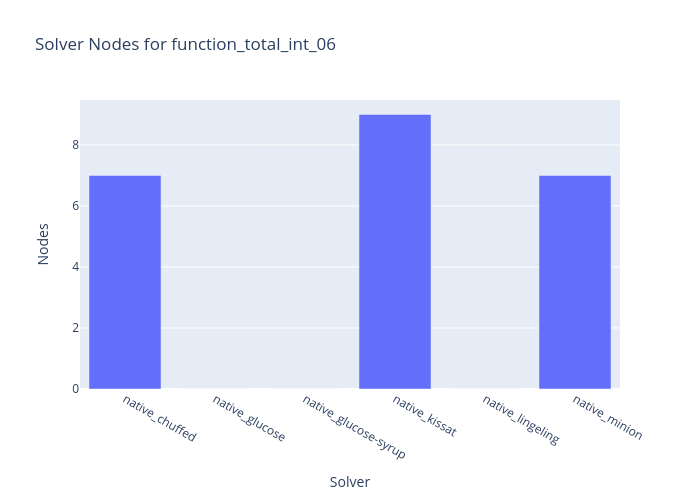 Solver Nodes for function_total_int_06
Nodes
8
6
4
2
0
native_chuffed
native_glucose
native_glucose-syrup
native_kissat
native_lingeling
native_minion
Solver